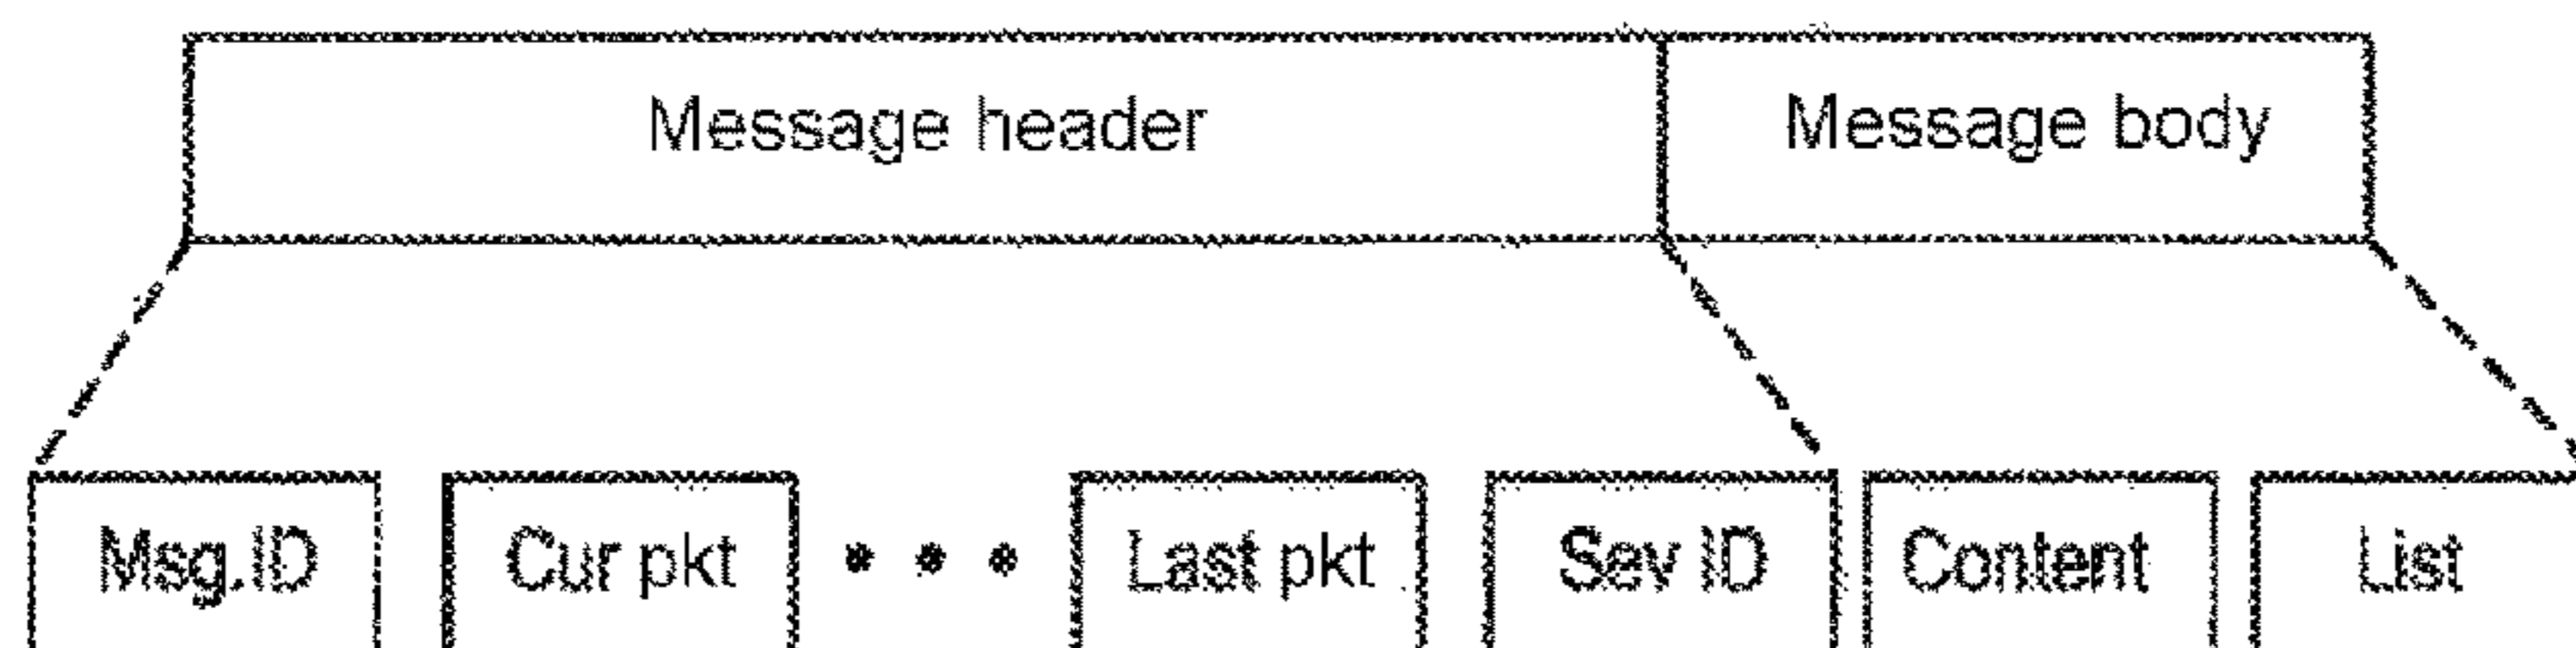 Message header Message body
Msg.ID Cur pkt • • • Last pkt Sev ID Content List